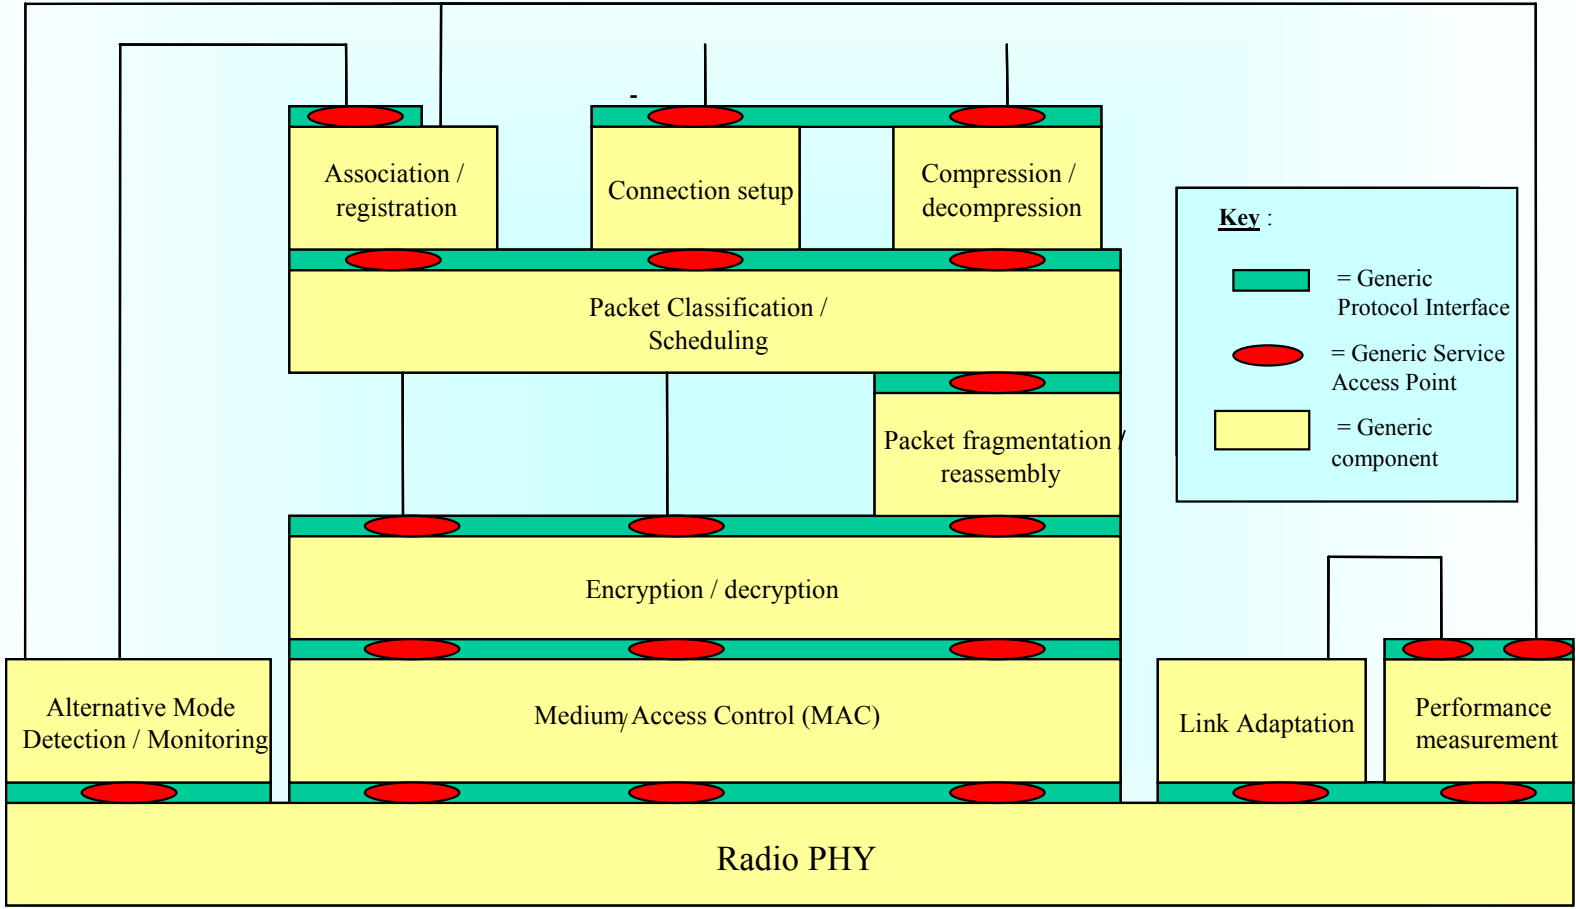 -
Association /
registration
Connection setup
Compression /
decompression
Key :
= Generic
Protocol Interface
= Generic Service
Access Point
= Generic
component
Packet Classification /
Scheduling
Packet fragmentation /
reassembly
Encryption / decryption
Alternative Mode
Detection / Monitoring
Medium/Access Control (MAC)
Link Adaptation
Performance
measurement
Radio PHY